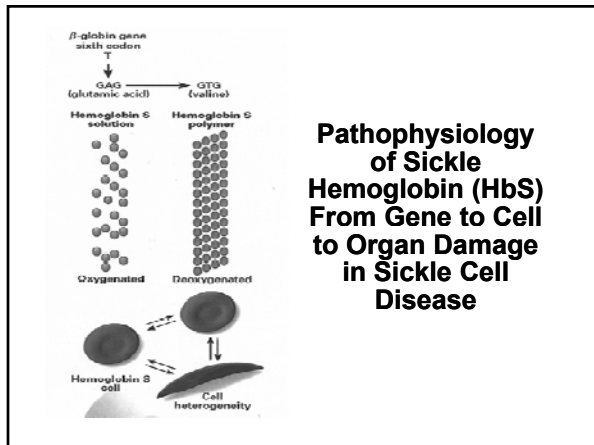 β-globin gene
sixth codon
T
GAG
GTG
(glutamic acid)
(valine)
Hemoglobin S
solution
Hemoglobin S
polymer
Oxygenated
Deoxygenated
Hemoglobin S
cell
Cell
heterogeneity
Pathophysiology
of Sickle
Hemoglobin (HbS)
From Gene to Cell
to Organ Damage
in Sickle Cell
Disease